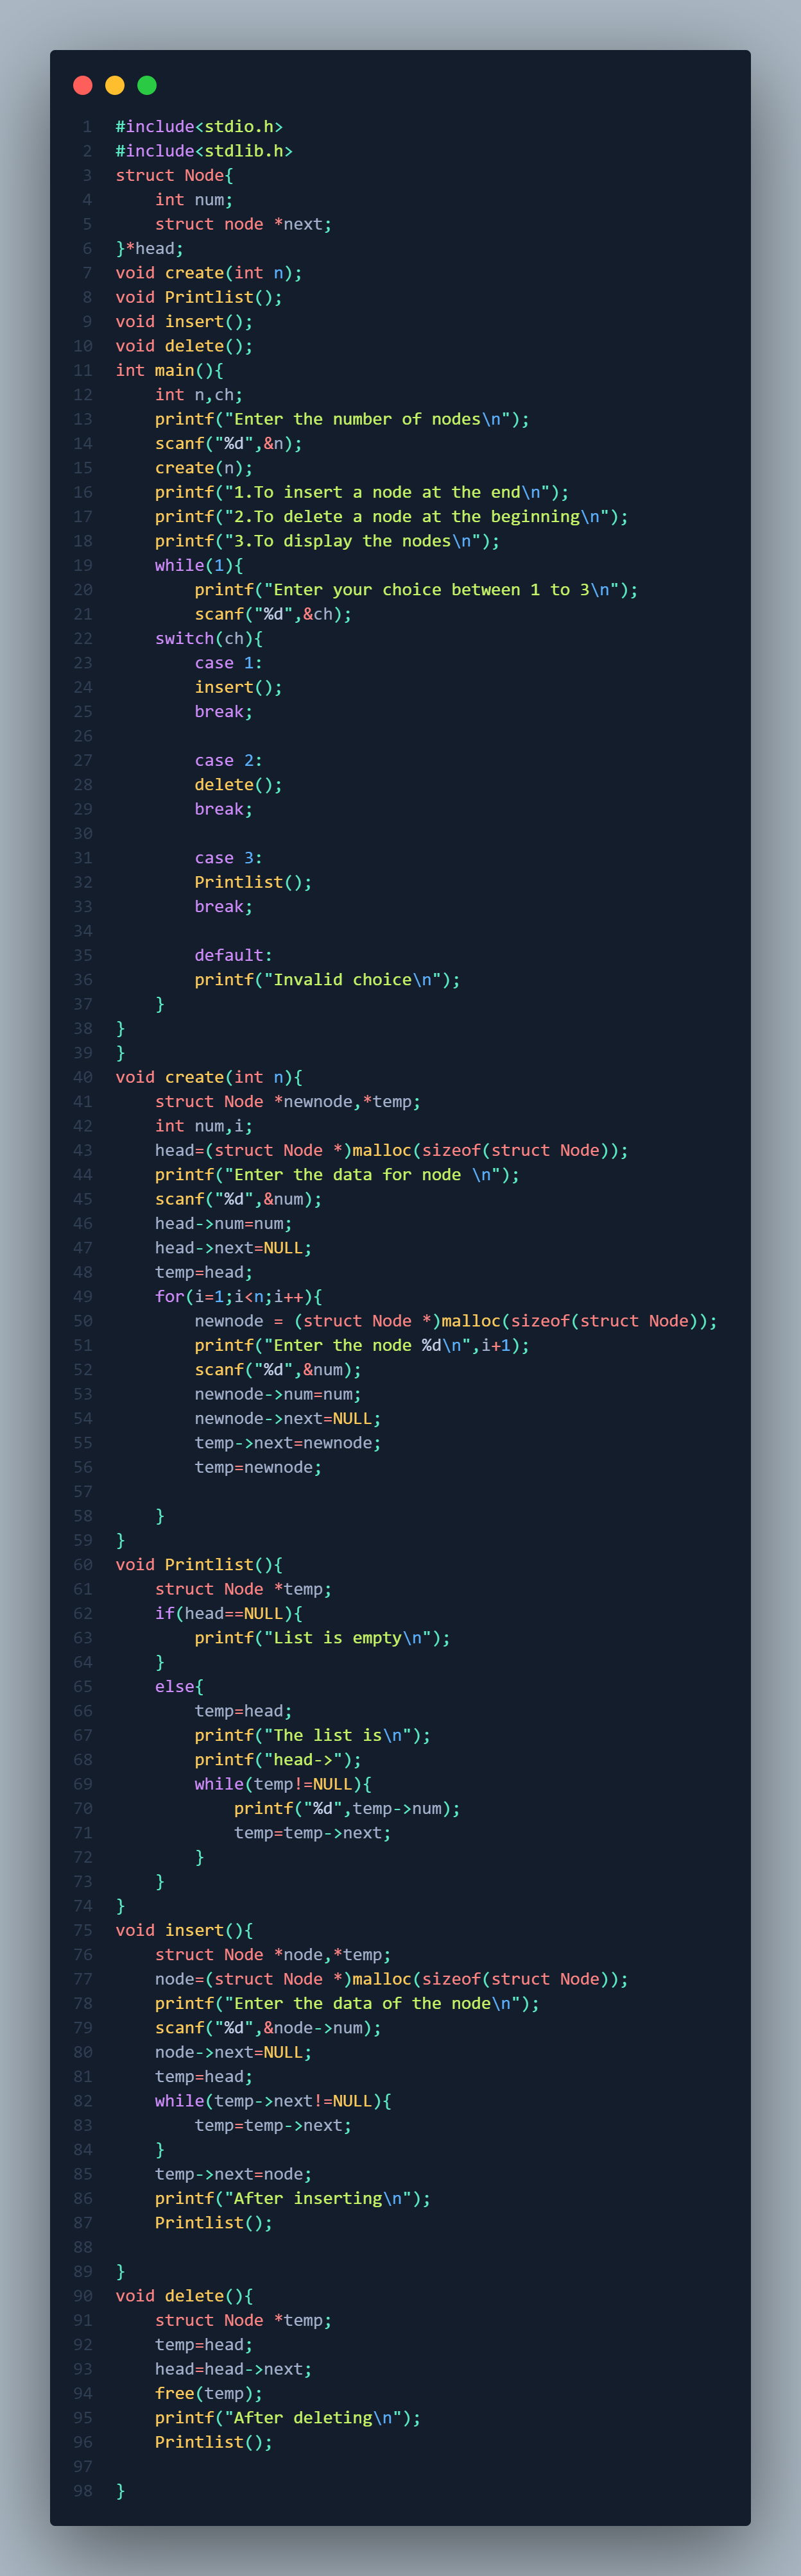 1 #include<stdio.h>
2 #include<stdlib.h>
3 struct Node{
4     int num;
5     struct node *next;
6 }*head;
7 void create(int n);
8 void Printlist();
9 void insert();
10 void delete();
11 int main(){
12     int n,ch;
13     printf("Enter the number of nodes\n");
14     scanf("%d",&n);
15     create(n);
16     printf("1.To insert a node at the end\n");
17     printf("2.To delete a node at the beginning\n");
18     printf("3.To display the nodes\n");
19     while(1){
20         printf("Enter your choice between 1 to 3\n");
21         scanf("%d",&ch);
22     switch(ch){
23         case 1:
24         insert();
25         break;
26
27         case 2:
28         delete();
29         break;
30
31         case 3:
32         Printlist();
33         break;
34
35         default:
36         printf("Invalid choice\n");
37     }
38 }
39 }
40 void create(int n){
41     struct Node *newnode,*temp;
42     int num,i;
43     head=(struct Node *)malloc(sizeof(struct Node));
44     printf("Enter the data for node \n");
45     scanf("%d",&num);
46     head->num=num;
47     head->next=NULL;
48     temp=head;
49     for(i=1;i<n;i++){
50         newnode = (struct Node *)malloc(sizeof(struct Node));
51         printf("Enter the node %d\n",i+1);
52         scanf("%d",&num);
53         newnode->num=num;
54         newnode->next=NULL;
55         temp->next=newnode;
56         temp=newnode;
57
58     }
59 }
60 void Printlist(){
61     struct Node *temp;
62     if(head==NULL){
63         printf("List is empty\n");
64     }
65     else{
66         temp=head;
67         printf("The list is\n");
68         printf("head->");
69         while(temp!=NULL){
70             printf("%d",temp->num);
71             temp=temp->next;
72         }
73     }
74 }
75 void insert(){
76     struct Node *node,*temp;
77     node=(struct Node *)malloc(sizeof(struct Node));
78     printf("Enter the data of the node\n");
79     scanf("%d",&node->num);
80     node->next=NULL;
81     temp=head;
82     while(temp->next!=NULL){
83         temp=temp->next;
84     }
85     temp->next=node;
86     printf("After inserting\n");
87     Printlist();
88
89 }
90 void delete(){
91     struct Node *temp;
92     temp=head;
93     head=head->next;
94     free(temp);
95     printf("After deleting\n");
96     Printlist();
97
98 }